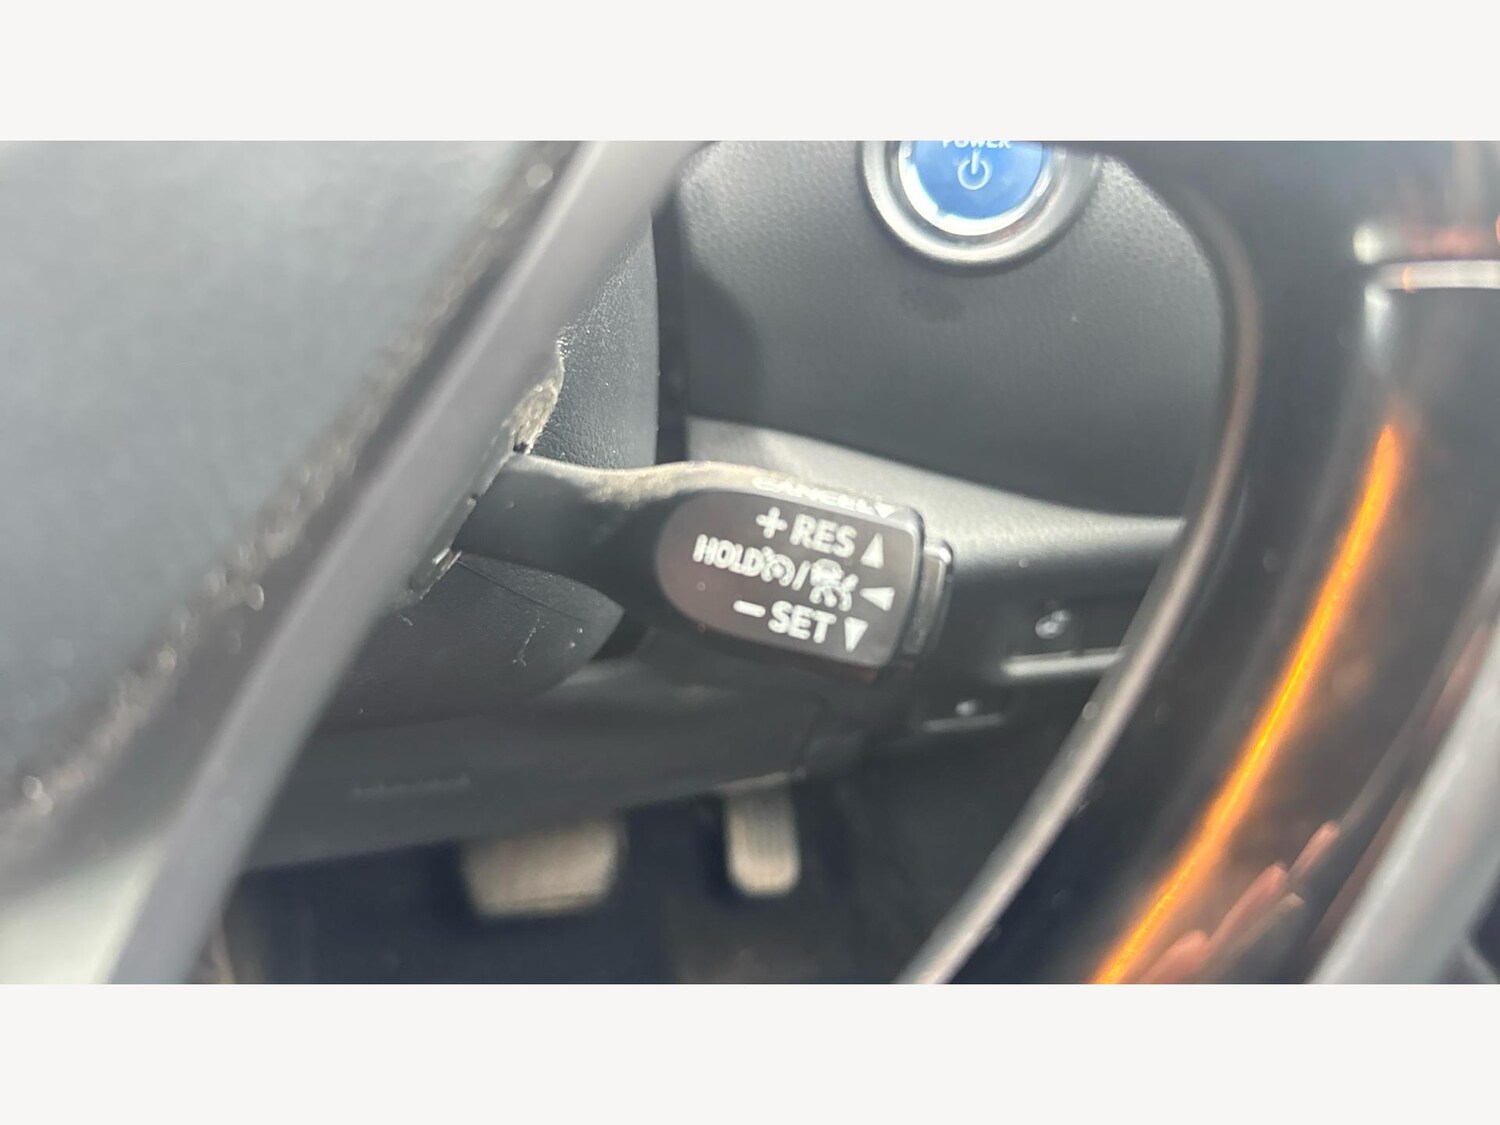 POWER
CANCEL
+ RES
HOLD /
− SET